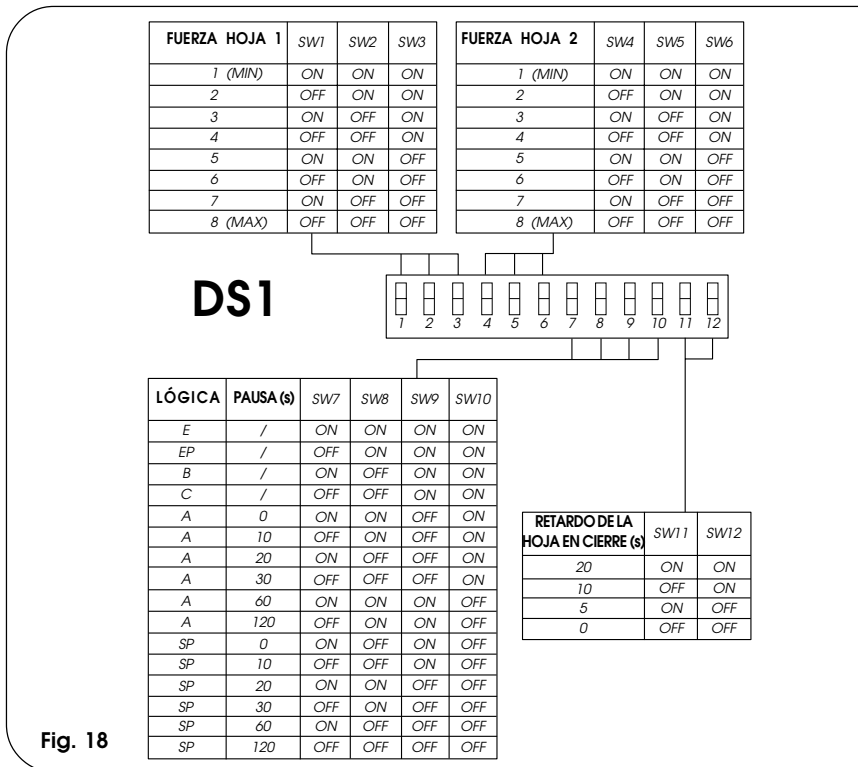 FUERZA HOJA 1 SW1 SW2 SW3
1 (MIN) ON ON ON
2 OFF ON ON
3 ON OFF ON
4 OFF OFF ON
5 ON ON OFF
6 OFF ON OFF
7 ON OFF OFF
8 (MAX) OFF OFF OFF
FUERZA HOJA 2 SW4 SW5 SW6
1 (MIN) ON ON ON
2 OFF ON ON
3 ON OFF ON
4 OFF OFF ON
5 ON ON OFF
6 OFF ON OFF
7 ON OFF OFF
8 (MAX) OFF OFF OFF
DS1
1 2 3 4 5 6 7 8 9 10 11 12
LÓGICA PAUSA (s) SW7 SW8 SW9 SW10
E / ON ON ON ON
EP / OFF ON ON ON
B / ON OFF ON ON
C / OFF OFF ON ON
A 0 ON ON OFF ON
A 10 OFF ON OFF ON
A 20 ON OFF OFF ON
A 30 OFF OFF OFF ON
A 60 ON ON ON OFF
A 120 OFF ON ON OFF
SP 0 ON OFF ON OFF
SP 10 OFF OFF ON OFF
SP 20 ON ON OFF OFF
SP 30 OFF ON OFF OFF
SP 60 ON OFF OFF OFF
SP 120 OFF OFF OFF OFF
RETARDO DE LA
HOJA EN CIERRE (s) SW11 SW12
20 ON ON
10 OFF ON
5 ON OFF
0 OFF OFF
Fig. 18